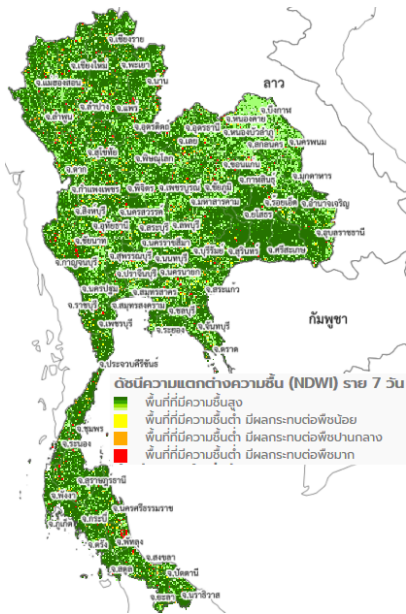 จ.เชียงราย
จ.เชียงใหม่
จ.พะเยา
จ.แม่ฮ่องสอน
จ.น่าน
ลาว
จ.ลำปาง
จ.แพร่
จ.บึงกาฬ
จ.ลำพูน
จ.หนองคาย
จ.อุตรดิตถ์
จ.อุดรธานี
จ.หนองบัวลำภู
จ.เลย
จ.สกลนคร
จ.นครพนม
จ.สุโขทัย
จ.พิษณุโลก
จ.ขอนแก่น
จ.ตาก
จ.มุกดาหาร
จ.กาฬสินธุ์
จ.กำแพงเพชร
จ.พิจิตร
จ.เพชรบูรณ์
จ.ชัยภูมิ
จ.มหาสารคาม
จ.ร้อยเอ็ด
จ.อำนาจเจริญ
จ.สิงห์บุรี
จ.นครสวรรค์
จ.ยโสธร
จ.อุทัยธานี
จ.สระบุรี
จ.ลพบุรี
จ.อุบลราชธานี
จ.ชัยนาท
จ.นครราชสีมา
จ.บุรีรัมย์
จ.สุรินทร์
จ.ศรีสะเกษ
จ.กาญจนบุรี
จ.สุพรรณบุรี
จ.นนทบุรี
จ.ปราจีนบุรี
จ.นครนายก
จ.นครปฐม
จ.สมุทรสาคร
จ.สระแก้ว
จ.ราชบุรี
จ.สมุทรสงคราม
จ.ชลบุรี
กัมพูชา
จ.เพชรบุรี
จ.ระยอง
จ.จันทบุรี
จ.ตราด
จ.ประจวบคีรีขันธ์
ดัชนีความแตกต่างความชื้น (NDWI) ราย 7 วัน
พื้นที่ที่มีความชื้นสูง
พื้นที่ที่มีความชื้นต่ำ มีผลกระทบต่อพืชน้อย
พื้นที่ที่มีความชื้นต่ำ มีผลกระทบต่อพืชปานกลาง
พื้นที่ที่มีความชื้นต่ำ มีผลกระทบต่อพืชมาก
จ.ชุมพร
จ.ระนอง
จ.สุราษฎร์ธานี
จ.พังงา
จ.นครศรีธรรมราช
จ.ภูเก็ต
จ.กระบี่
จ.ตรัง
จ.พัทลุง
จ.สงขลา
จ.สตูล
จ.ปัตตานี
จ.ยะลา
จ.นราธิวาส